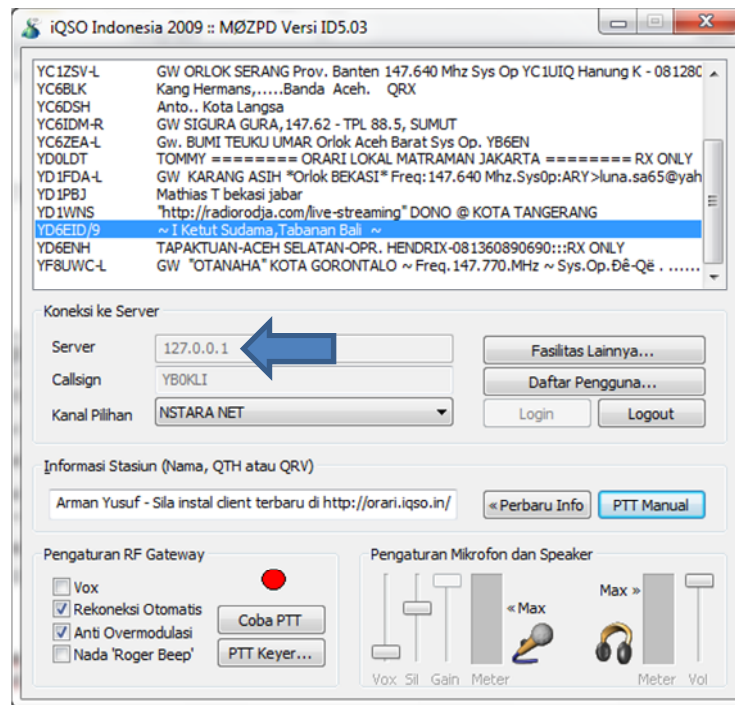 iQSO Indonesia 2009 :: MØZPD Versi ID5.03
YC1ZSV-L GW ORLOK SERANG Prov. Banten 147.640 Mhz Sys Op YC1UIQ Hanung K - 081280
YC6BLK Kang Hermans,.....Banda Aceh. QRX
YC6DSH Anto.. Kota Langsa
YC6IDM-R GW SIGURA GURA,147.62 - TPL 88.5, SUMUT
YC6ZEA-L Gw. BUMI TEUKU UMAR Orlok Aceh Barat Sys Op. YB6EN
YD0LDT TOMMY ======== ORARI LOKAL MATRAMAN JAKARTA ======== RX ONLY
YD1FDA-L GW KARANG ASIH *Orlok BEKASI* Freq:147.640 Mhz.Sys0p:ARY>luna.sa65@yah
YD1PBJ Mathias T bekasi jabar
YD1WNS "http://radiorodja.com/live-streaming" DONO @ KOTA TANGERANG
YD6EID/9 ~ I Ketut Sudama,Tabanan Bali ~
YD6ENH TAPAKTUAN-ACEH SELATAN-OPR. HENDRIX-081360890690:::RX ONLY
YF8UWC-L GW "OTANAHA" KOTA GORONTALO ~ Freq.147.770.MHz ~ Sys.Op.Ðê-Që . ......
Koneksi ke Server
Server 127.0.0.1 Fasilitas Lainnya...
Callsign YB0KLI Daftar Pengguna...
Kanal Pilihan NSTARA NET Login Logout
Informasi Stasiun (Nama, QTH atau QRV)
Arman Yusuf - Sila instal client terbaru di http://orari.iqso.in/ «Perbaru Info PTT Manual
Pengaturan RF Gateway
Vox
Rekoneksi Otomatis
Anti Overmodulasi
Nada 'Roger Beep'
Coba PTT
PTT Keyer...
Pengaturan Mikrofon dan Speaker
« Max
Max »
Vox Sil Gain Meter Meter Vol